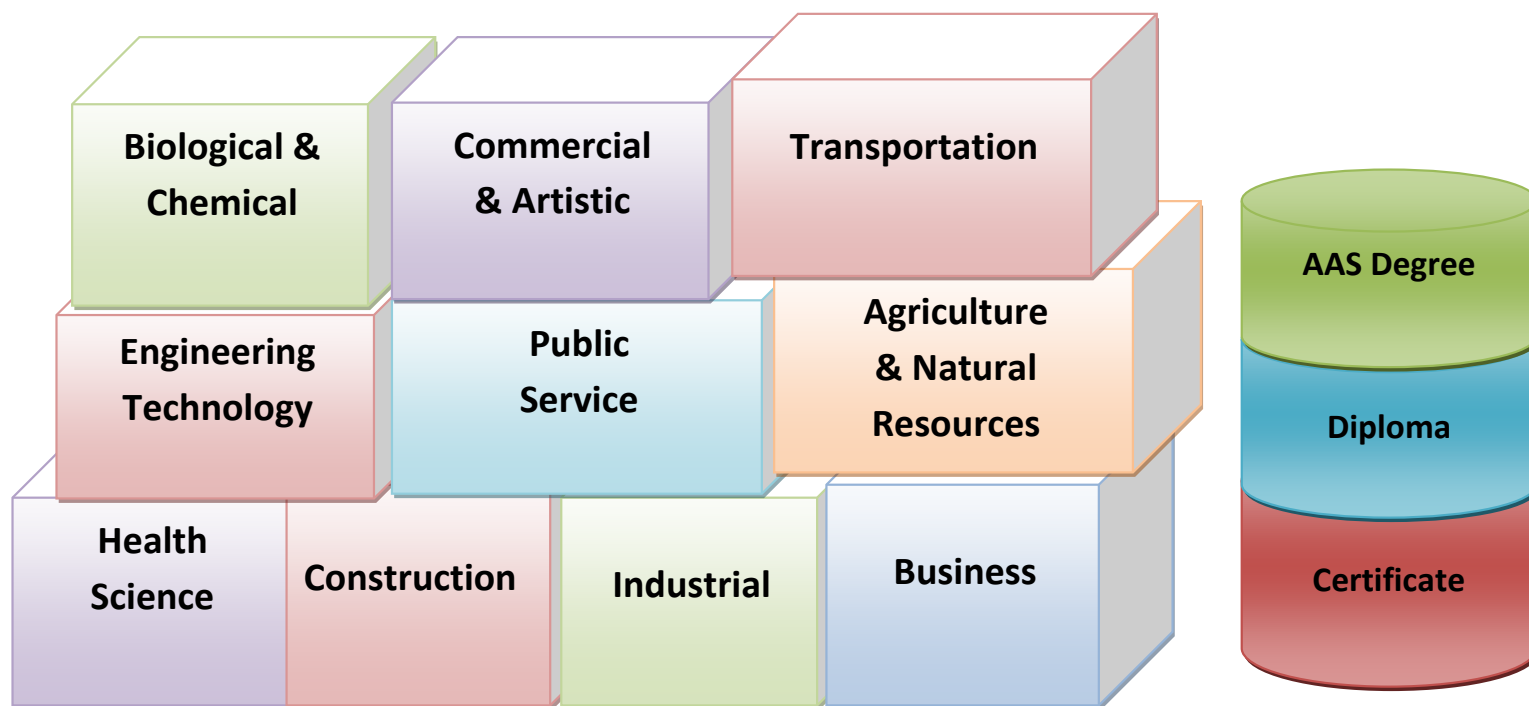 Biological &
Chemical
Commercial
& Artistic
Transportation
Engineering
Technology
Public
Service
Agriculture
& Natural
Resources
Health
Science
Construction
Industrial
Business
AAS Degree
Diploma
Certificate